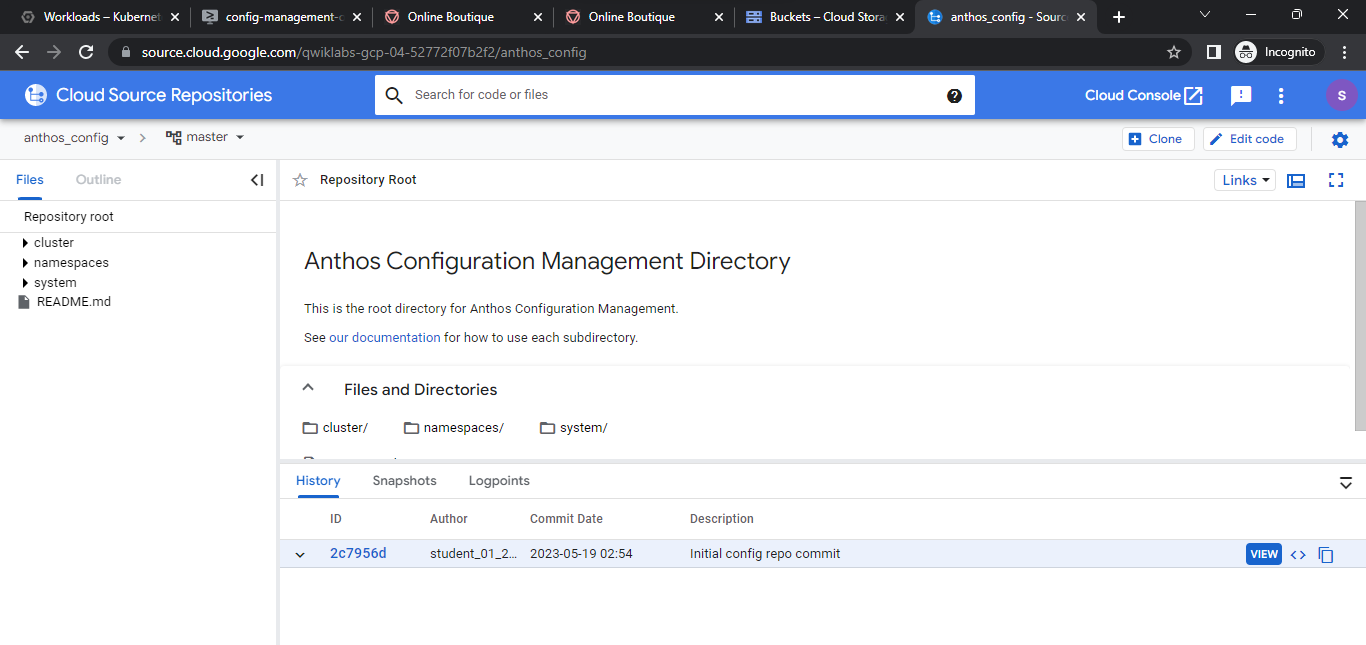 Workloads – Kubernet
config-management-c
Online Boutique
Online Boutique
Buckets – Cloud Stora
anthos_config - Sourc
source.cloud.google.com/qwiklabs-gcp-04-52772f07b2f2/anthos_config
Incognito
Cloud Source Repositories
Search for code or files
Cloud Console
S
anthos_config
master
Clone
Edit code
Files
Outline
Repository Root
Links
Repository root
cluster
namespaces
system
README.md
Anthos Configuration Management Directory
This is the root directory for Anthos Configuration Management.
See our documentation for how to use each subdirectory.
Files and Directories
cluster/
namespaces/
system/
History
Snapshots
Logpoints
ID
Author
Commit Date
Description
2c7956d
student_01_2...
2023-05-19 02:54
Initial config repo commit
VIEW